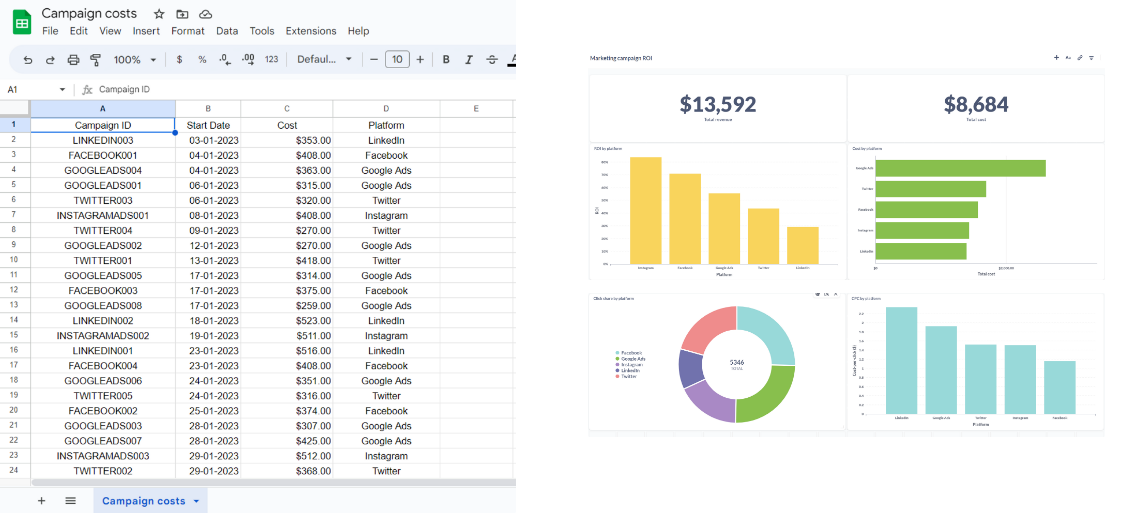 Campaign costs
File Edit View Insert Format Data Tools Extensions Help
100% $ % .0 .00 123 Defaul... − 10 + B I S A
A1 fx Campaign ID
A B C D E
1 Campaign ID Start Date Cost Platform
2 LINKEDIN003 03-01-2023 $353.00 LinkedIn
3 FACEBOOK001 04-01-2023 $408.00 Facebook
4 GOOGLEADS004 04-01-2023 $363.00 Google Ads
5 GOOGLEADS001 06-01-2023 $315.00 Google Ads
6 TWITTER003 06-01-2023 $320.00 Twitter
7 INSTAGRAMADS001 08-01-2023 $408.00 Instagram
8 TWITTER004 09-01-2023 $270.00 Twitter
9 GOOGLEADS002 12-01-2023 $270.00 Google Ads
10 TWITTER001 13-01-2023 $418.00 Twitter
11 GOOGLEADS005 17-01-2023 $314.00 Google Ads
12 FACEBOOK003 17-01-2023 $375.00 Facebook
13 GOOGLEADS008 17-01-2023 $259.00 Google Ads
14 LINKEDIN002 18-01-2023 $523.00 LinkedIn
15 INSTAGRAMADS002 19-01-2023 $511.00 Instagram
16 LINKEDIN001 23-01-2023 $516.00 LinkedIn
17 FACEBOOK004 23-01-2023 $408.00 Facebook
18 GOOGLEADS006 24-01-2023 $351.00 Google Ads
19 TWITTER005 24-01-2023 $316.00 Twitter
20 FACEBOOK002 25-01-2023 $374.00 Facebook
21 GOOGLEADS003 28-01-2023 $307.00 Google Ads
22 GOOGLEADS007 28-01-2023 $425.00 Google Ads
23 INSTAGRAMADS003 29-01-2023 $512.00 Instagram
24 TWITTER002 29-01-2023 $368.00 Twitter
+ Campaign costs
Marketing campaign ROI
$13,592
Total revenue
$8,684
Total cost
ROI by platform
ROI
Instagram Facebook Google Ads Twitter LinkedIn
Platform
Cost by platform
Google Ads
Twitter
Facebook
Instagram
LinkedIn
$0
Total cost
Click share by platform
Facebook
Google Ads
Instagram
LinkedIn
Twitter
5346
TOTAL
CPC by platform
LinkedIn Google Ads Twitter Instagram Facebook
Platform